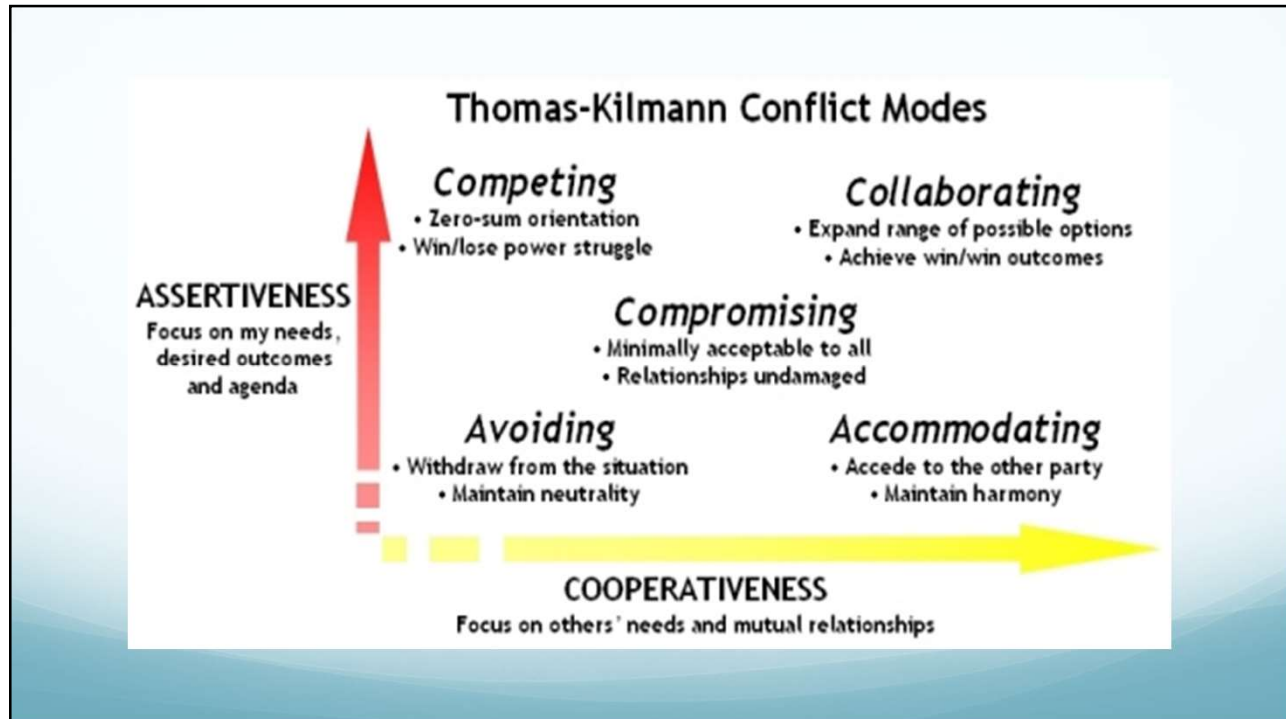 Thomas-Kilmann Conflict Modes
Competing
• Zero-sum orientation
• Win/lose power struggle
Collaborating
• Expand range of possible options
• Achieve win/win outcomes
ASSERTIVENESS
Focus on my needs,
desired outcomes
and agenda
Compromising
• Minimally acceptable to all
• Relationships undamaged
Avoiding
• Withdraw from the situation
• Maintain neutrality
Accommodating
• Accede to the other party
• Maintain harmony
COOPERATIVENESS
Focus on others' needs and mutual relationships